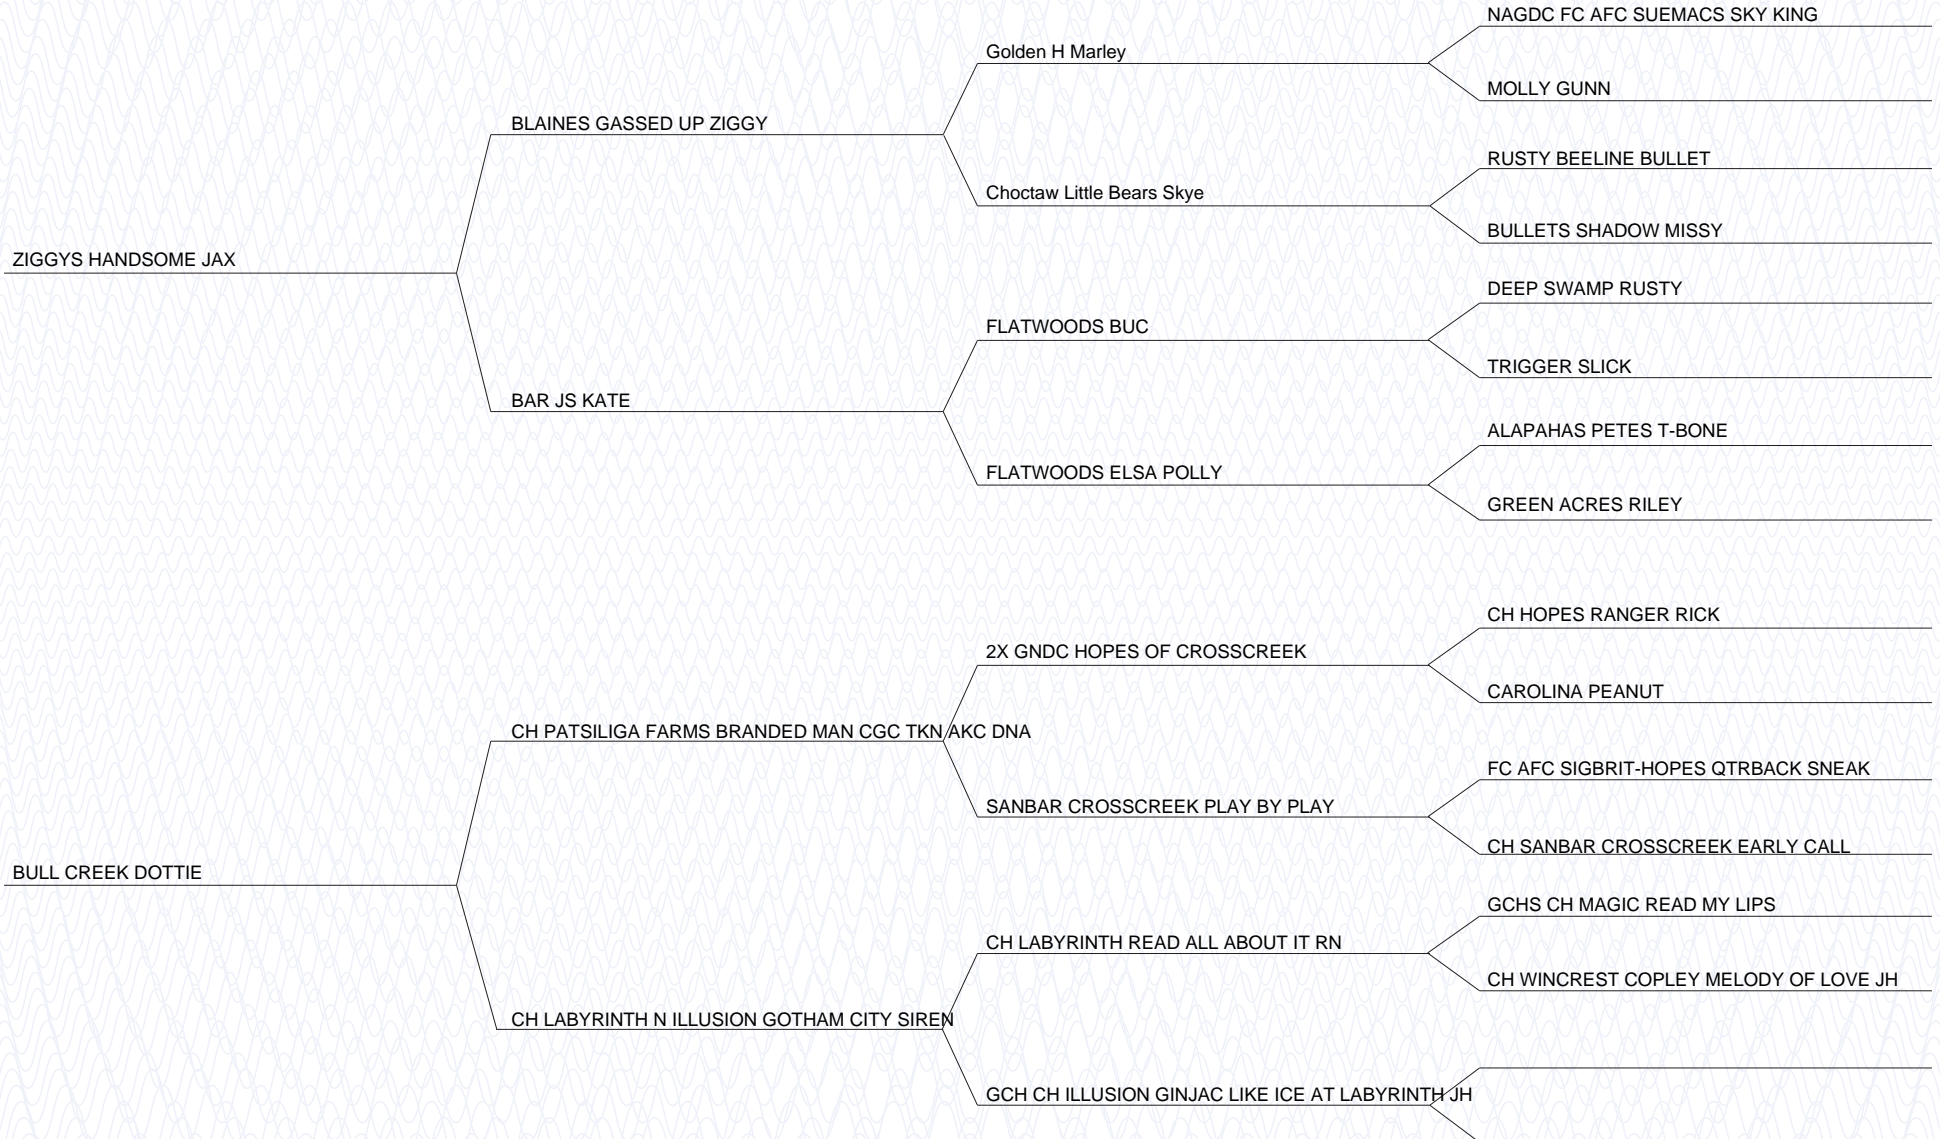 NAGDC FC AFC SUEMACS SKY KING
Golden H Marley
MOLLY GUNN
BLAINES GASSED UP ZIGGY
RUSTY BEELINE BULLET
Choctaw Little Bears Skye
BULLETS SHADOW MISSY
ZIGGYS HANDSOME JAX
DEEP SWAMP RUSTY
FLATWOODS BUC
TRIGGER SLICK
BAR JS KATE
ALAPAHAS PETES T-BONE
FLATWOODS ELSA POLLY
GREEN ACRES RILEY
CH HOPES RANGER RICK
2X GNDC HOPES OF CROSSCREEK
CAROLINA PEANUT
CH PATSILIGA FARMS BRANDED MAN CGC TKN AKC DNA
FC AFC SIGBRIT-HOPES QTRBACK SNEAK
SANBAR CROSSCREEK PLAY BY PLAY
CH SANBAR CROSSCREEK EARLY CALL
BULL CREEK DOTTIE
GCHS CH MAGIC READ MY LIPS
CH LABYRINTH READ ALL ABOUT IT RN
CH WINCREST COPLEY MELODY OF LOVE JH
CH LABYRINTH N ILLUSION GOTHAM CITY SIREN
GCH CH ILLUSION GINJAC LIKE ICE AT LABYRINTH JH